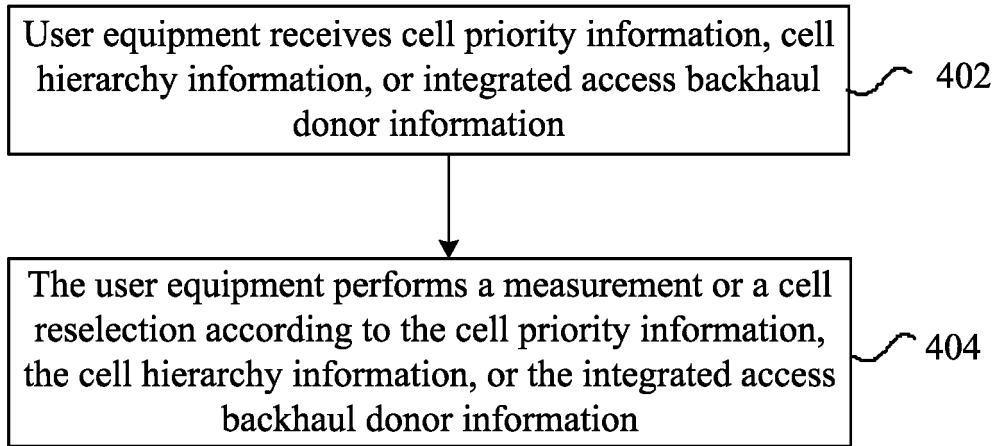 User equipment receives cell priority information, cell
hierarchy information, or integrated access backhaul
donor information
402
The user equipment performs a measurement or a cell
reselection according to the cell priority information,
the cell hierarchy information, or the integrated access
backhaul donor information
404